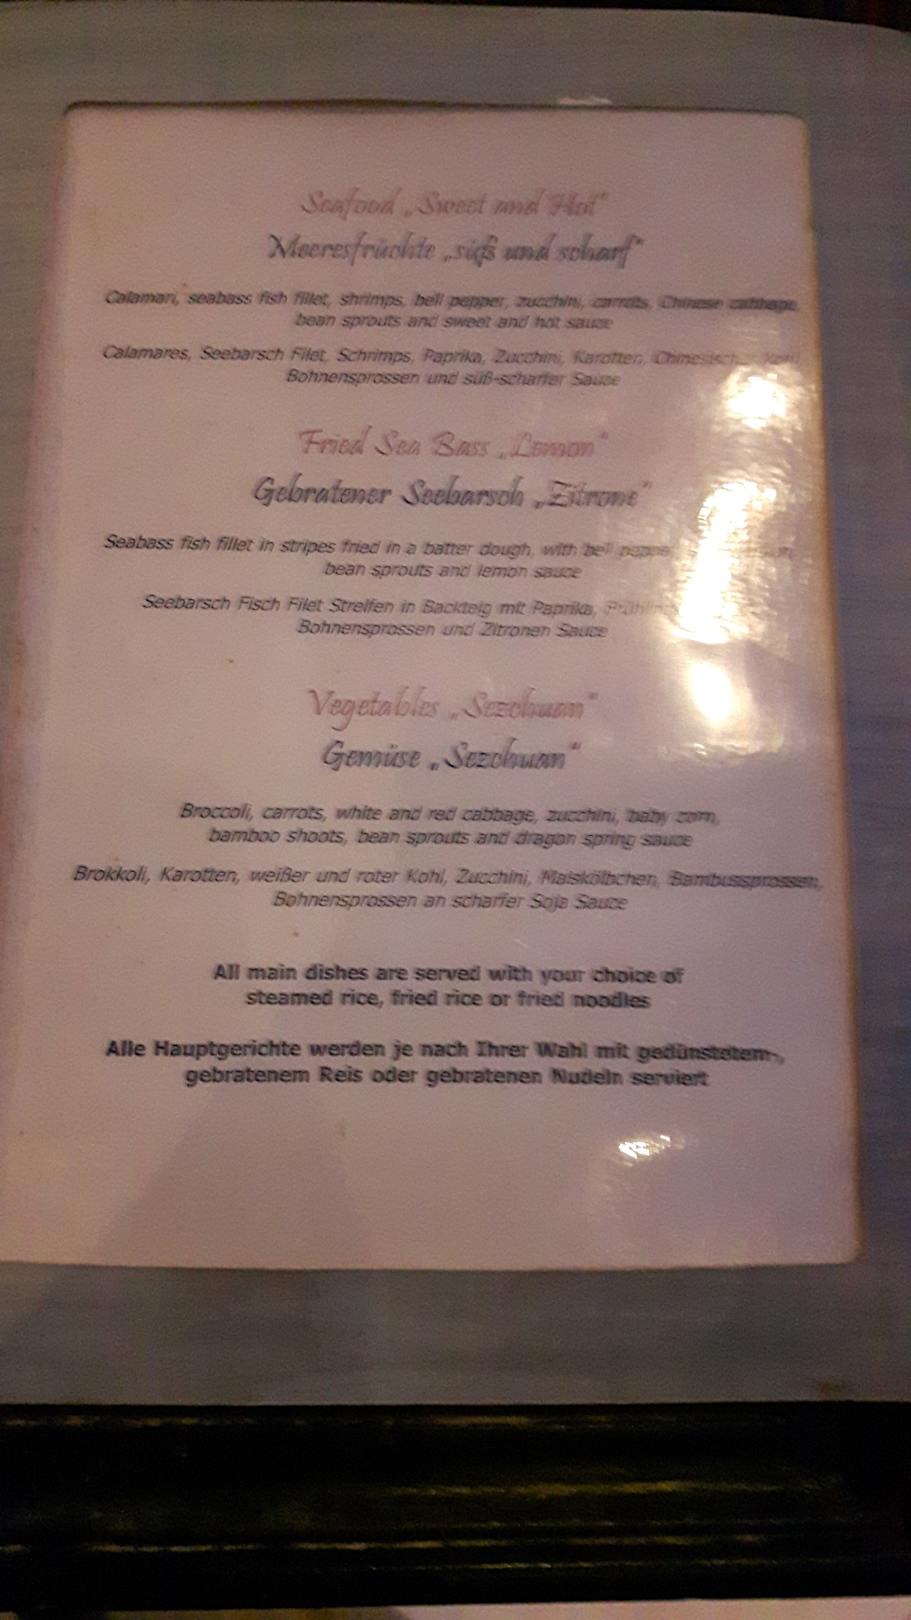 Seafood „Sweet and Hot"
Meeresfrüchte „süß und scharf"
Calamari, seabass fish fillet, shrimps, bell pepper, zucchini, carrots, Chinese cabbage,
bean sprouts and sweet and hot sauce
Calamares, Seebarsch Filet, Schrimps, Paprika, Zucchini, Karotten, Chinesischer Kohl
Bohnensprossen und süß-scharfer Sauce
Fried Sea Bass „Lemon"
Gebratener Seebarsch „Zitrone"
Seabass fish fillet in stripes fried in a batter dough, with bell pepper,
bean sprouts and lemon sauce
Seebarsch Fisch Filet Streifen in Backteig mit Paprika,
Bohnensprossen und Zitronen Sauce
Vegetables „Sezchuan"
Gemüse „Sezchuan"
Broccoli, carrots, white and red cabbage, zucchini, baby corn,
bamboo shoots, bean sprouts and dragon spring sauce
Brokkoli, Karotten, weißer und roter Kohl, Zucchini, Maiskölbchen, Bambussprossen,
Bohnensprossen an scharfer Soja Sauce
All main dishes are served with your choice of
steamed rice, fried rice or fried noodles
Alle Hauptgerichte werden je nach Ihrer Wahl mit gedünstetem-,
gebratenem Reis oder gebratenen Nudeln serviert